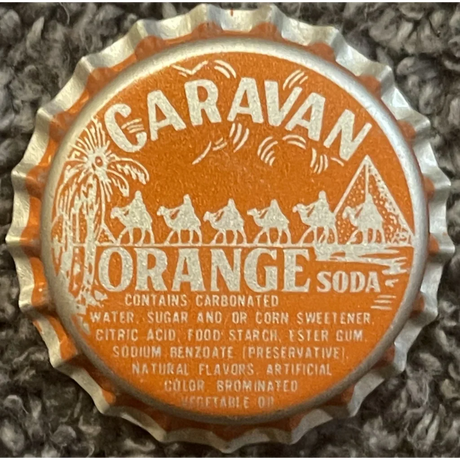 CARAVAN
ORANGE SODA
CONTAINS CARBONATED
WATER, SUGAR AND OR CORN SWEETENER,
CITRIC ACID, FOOD STARCH, ESTER GUM,
SODIUM BENZOATE (PRESERVATIVE),
NATURAL FLAVORS, ARTIFICIAL
COLOR, BROMINATED
VEGETABLE OIL